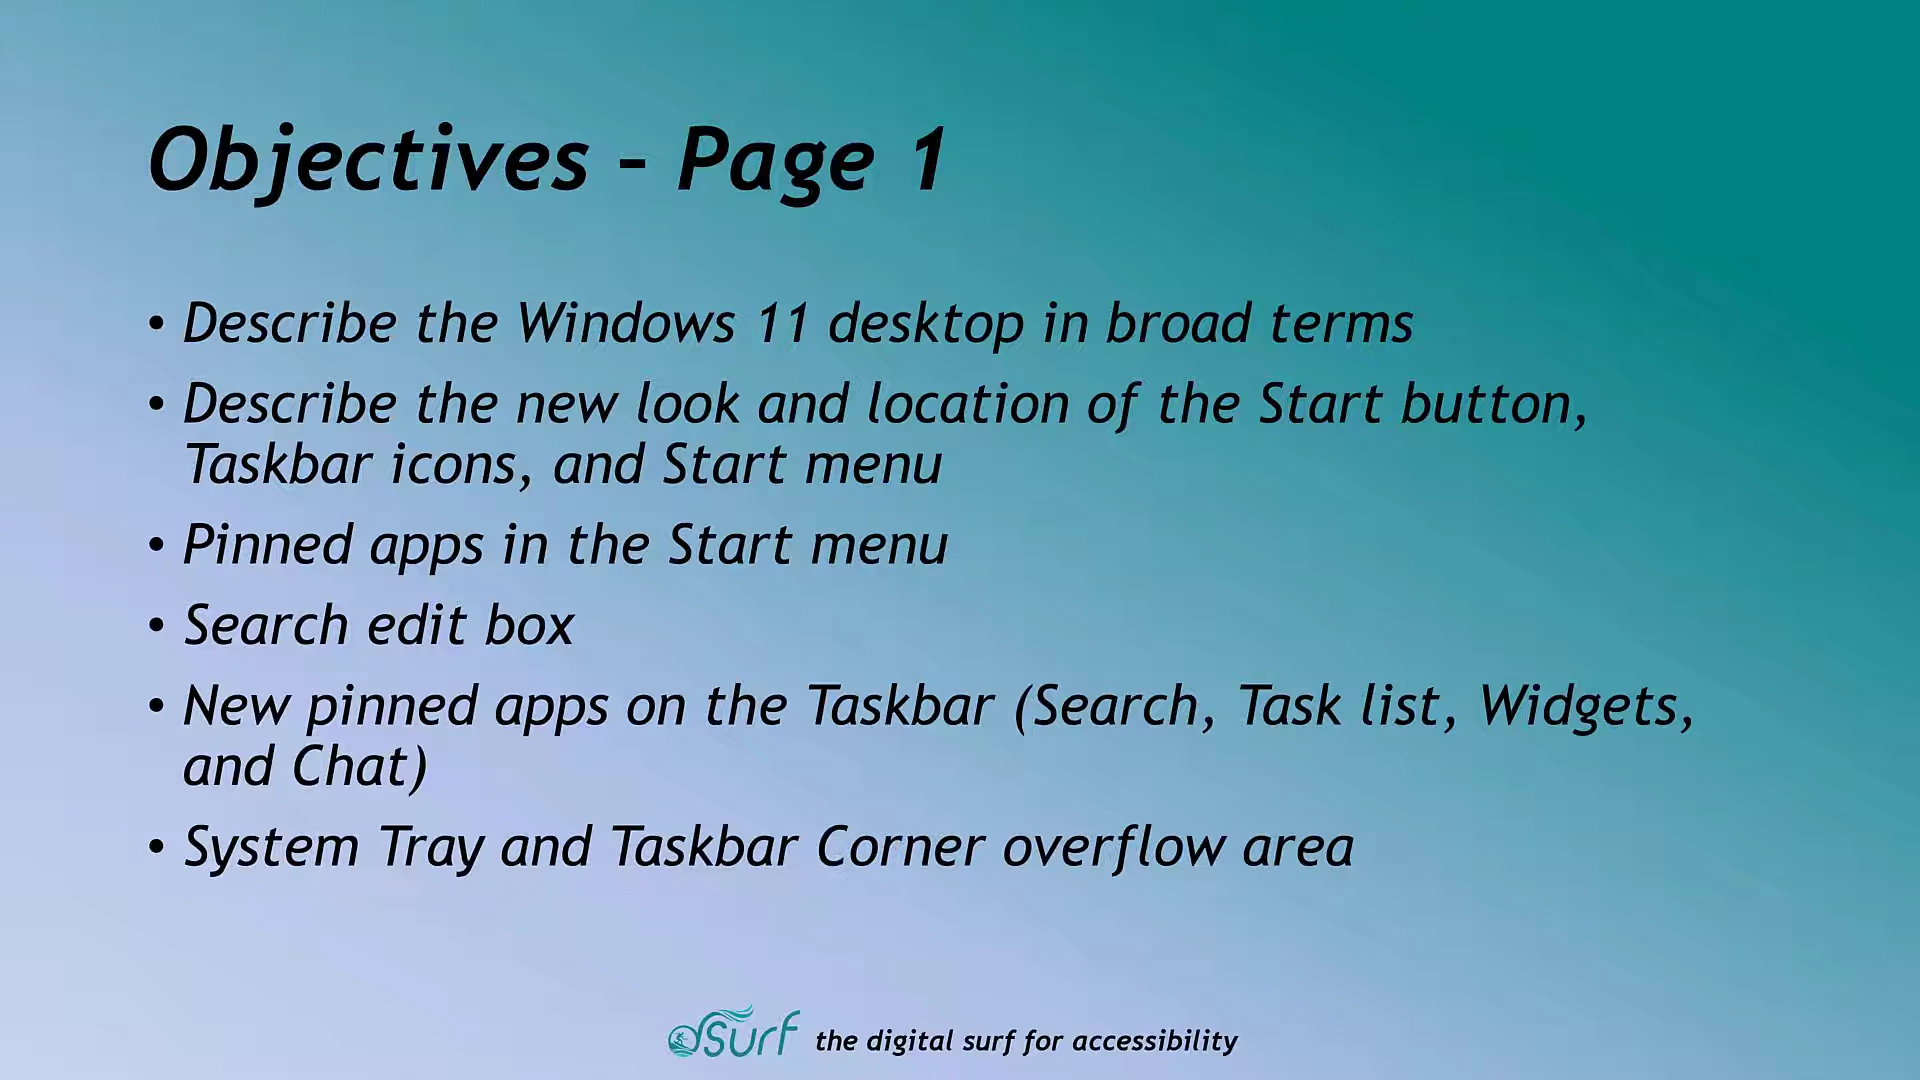 Objectives – Page 1
• Describe the Windows 11 desktop in broad terms
• Describe the new look and location of the Start button,
Taskbar icons, and Start menu
• Pinned apps in the Start menu
• Search edit box
• New pinned apps on the Taskbar (Search, Task list, Widgets,
and Chat)
• System Tray and Taskbar Corner overflow area
dSurf the digital surf for accessibility